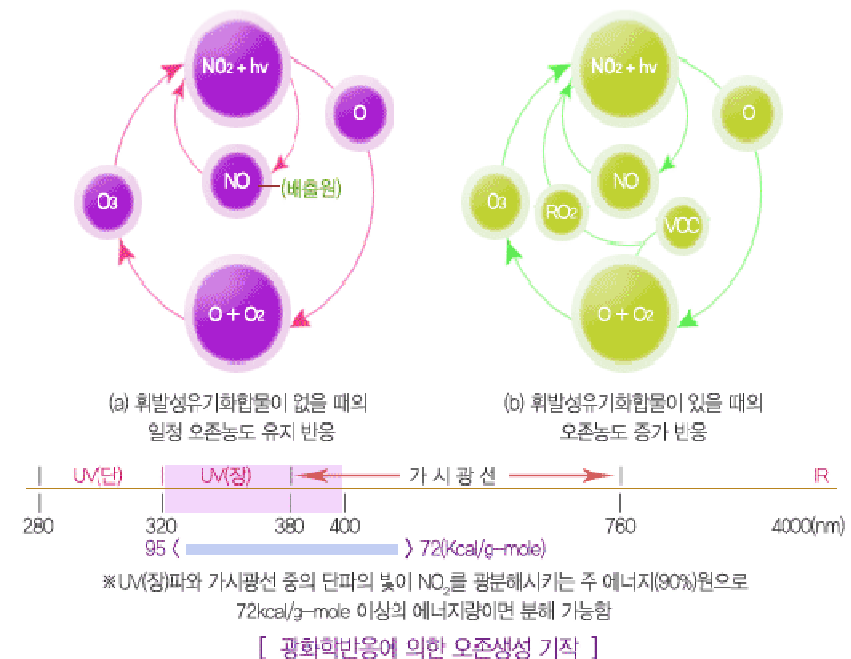 NO₂ + hv
O
NO
(배출원)
O₃
O + O₂
NO₂ + hv
O
NO
O₃
RO₂
VOC
O + O₂
(a) 휘발성유기화합물이 없을 때의
일정 오존농도 유지 반응
(b) 휘발성유기화합물이 있을 때의
오존농도 증가 반응
UV(단) UV(장) 가시광선 IR
280 320 380 400 760 4000(nm)
95 〈 〉 72(Kcal/g-mole)
※UV(장)파와 가시광선 중의 단파의 빛이 NO₂를 광분해시키는 주 에너지(90%)원으로
72kcal/g-mole 이상의 에너지량이면 분해 가능함
[ 광화학반응에 의한 오존생성 기작 ]